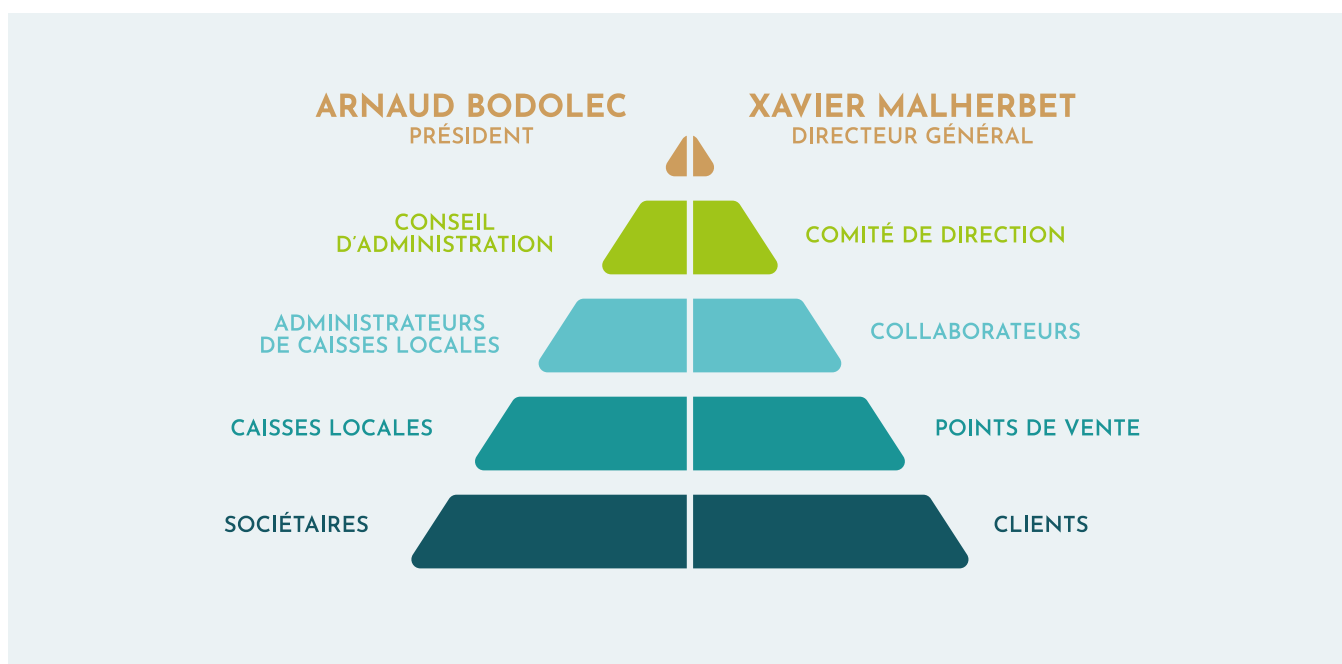 ARNAUD BODOLEC
PRÉSIDENT
XAVIER MALHERBET
DIRECTEUR GÉNÉRAL
CONSEIL
D'ADMINISTRATION
COMITÉ DE DIRECTION
ADMINISTRATEURS
DE CAISSES LOCALES
COLLABORATEURS
CAISSES LOCALES
POINTS DE VENTE
SOCIÉTAIRES
CLIENTS